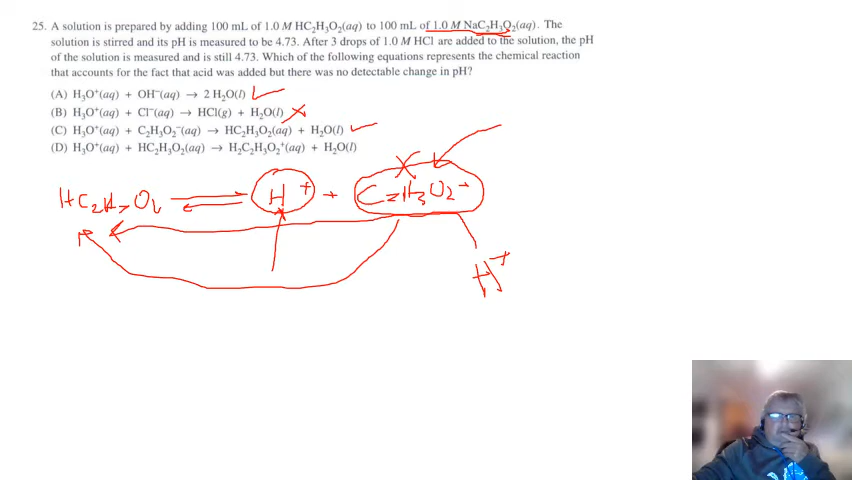 25. A solution is prepared by adding 100 mL of 1.0 M HC₂H₃O₂(aq) to 100 mL of 1.0 M NaC₂H₃O₂(aq). The
solution is stirred and its pH is measured to be 4.73. After 3 drops of 1.0 M HCl are added to the solution, the pH
of the solution is measured and is still 4.73. Which of the following equations represents the chemical reaction
that accounts for the fact that acid was added but there was no detectable change in pH?
(A) H₃O⁺(aq) + OH⁻(aq) → 2 H₂O(l)
(B) H₃O⁺(aq) + Cl⁻(aq) → HCl(g) + H₂O(l)
(C) H₃O⁺(aq) + C₂H₃O₂⁻(aq) → HC₂H₃O₂(aq) + H₂O(l)
(D) H₃O⁺(aq) + HC₂H₃O₂(aq) → H₂C₂H₃O₂⁺(aq) + H₂O(l)
HC₂H₃O₂ ⇌ H⁺ + C₂H₃O₂⁺
H⁺